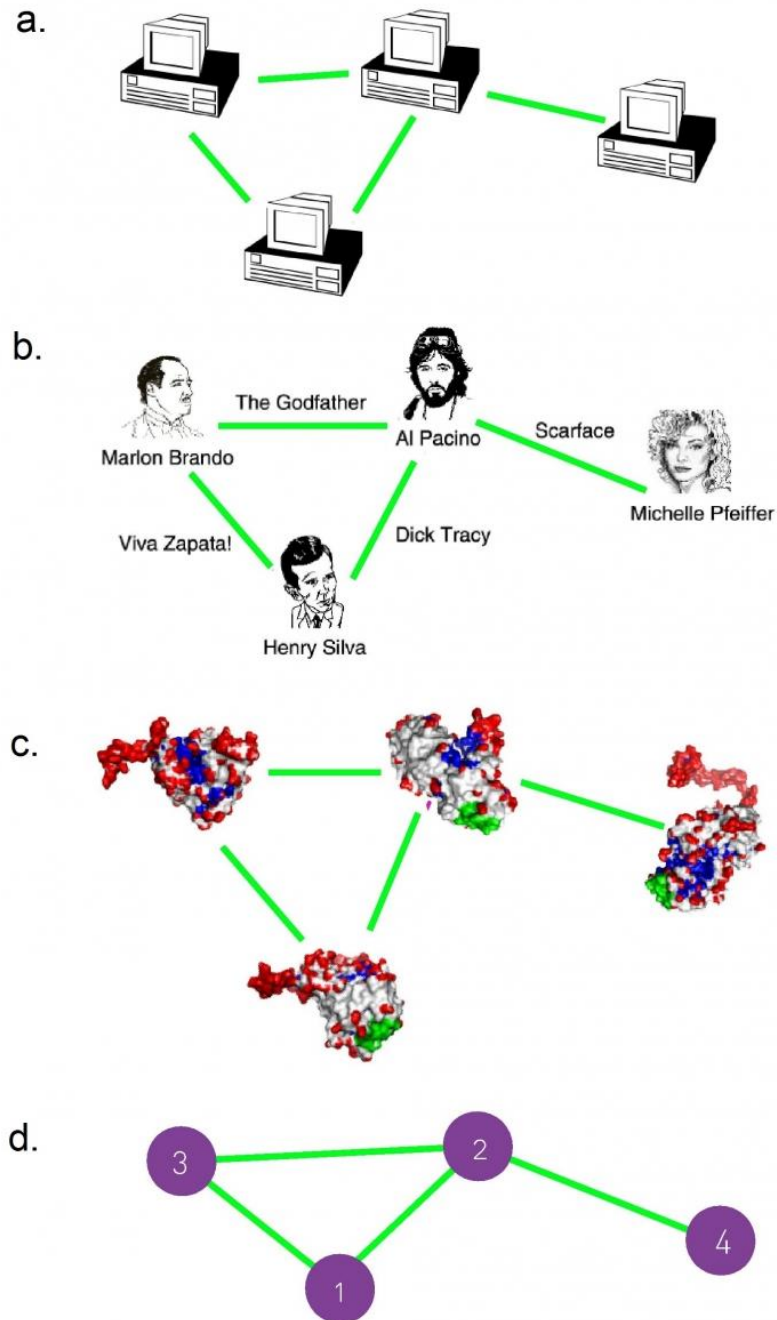 a.
b.
The Godfather
Marlon Brando
Al Pacino
Scarface
Michelle Pfeiffer
Viva Zapata!
Dick Tracy
Henry Silva
c.
d.
3
2
4
1